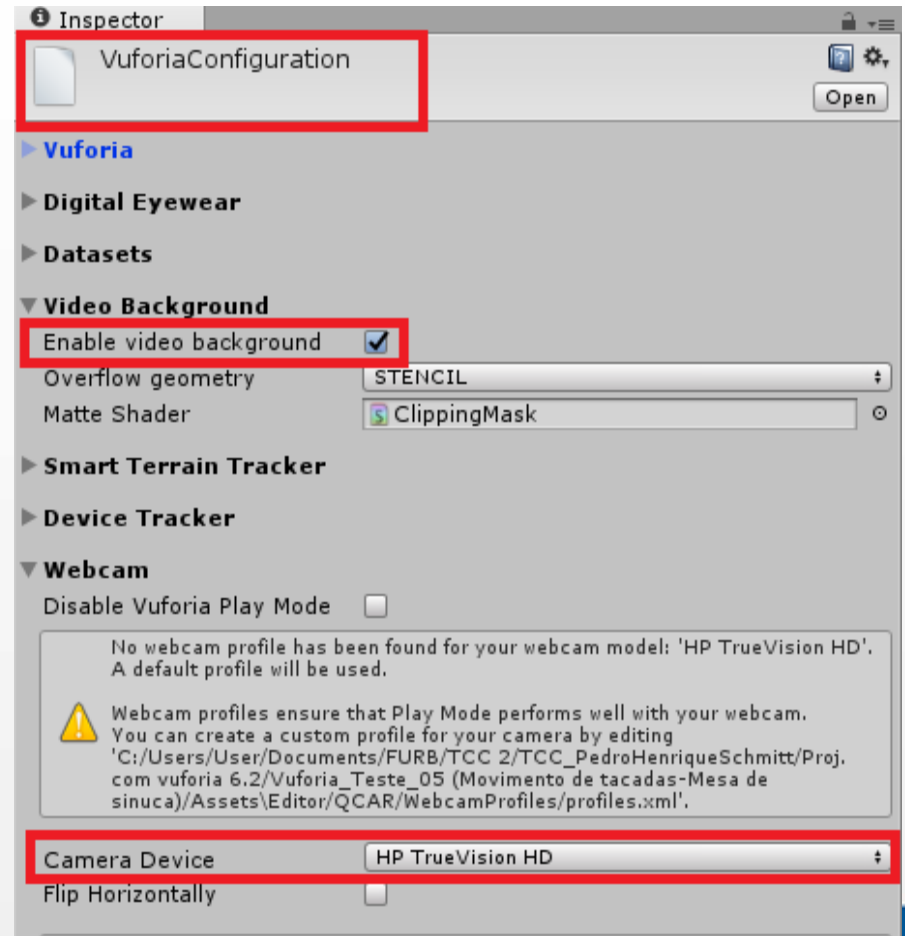 Inspector
VuforiaConfiguration
Open
Vuforia
Digital Eyewear
Datasets
Video Background
Enable video background
Overflow geometry STENCIL
Matte Shader ClippingMask
Smart Terrain Tracker
Device Tracker
Webcam
Disable Vuforia Play Mode
No webcam profile has been found for your webcam model: 'HP TrueVision HD'.
A default profile will be used.
Webcam profiles ensure that Play Mode performs well with your webcam.
You can create a custom profile for your camera by editing
'C:/Users/User/Documents/FURB/TCC 2/TCC_PedroHenriqueSchmitt/Proj.
com vuforia 6.2/Vuforia_Teste_05 (Movimento de tacadas-Mesa de
sinuca)/Assets\Editor/QCAR/WebcamProfiles/profiles.xml'.
Camera Device HP TrueVision HD
Flip Horizontally